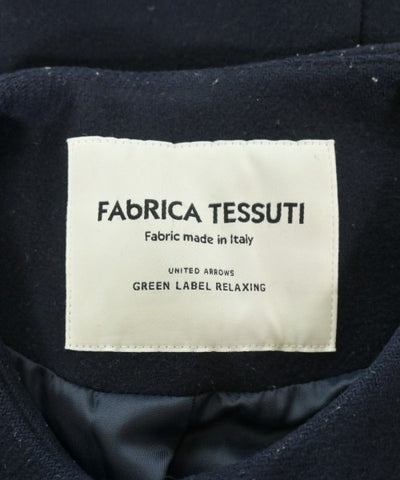 FAbRICA TESSUTI
Fabric made in Italy
UNITED ARROWS
GREEN LABEL RELAXING